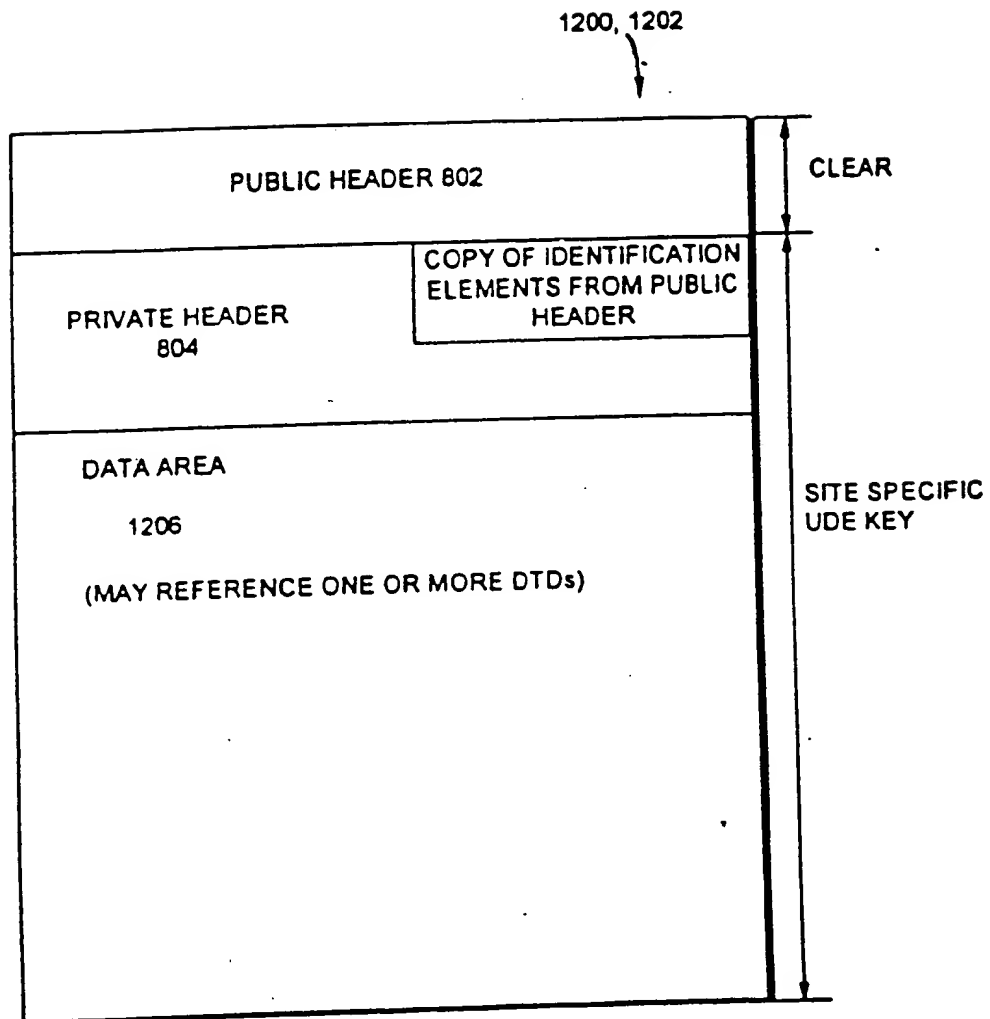 1200, 1202
PUBLIC HEADER 802
CLEAR
COPY OF IDENTIFICATION
ELEMENTS FROM PUBLIC
HEADER
PRIVATE HEADER
804
DATA AREA
1206
(MAY REFERENCE ONE OR MORE DTDs)
SITE SPECIFIC
UDE KEY